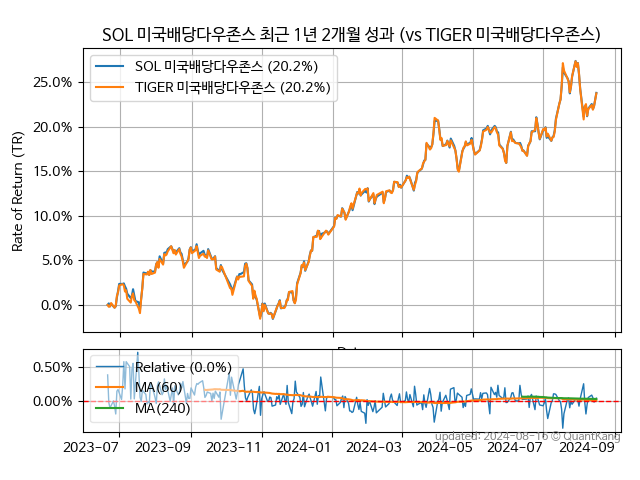 SOL 미국배당다우존스 최근 1년 2개월 성과 (vs TIGER 미국배당다우존스)
SOL 미국배당다우존스 (20.2%)
TIGER 미국배당다우존스 (20.2%)
Rate of Return (TR)
25.0%
20.0%
15.0%
10.0%
5.0%
0.0%
Relative (0.0%)
MA(60)
MA(240)
0.50%
0.00%
2023-07 2023-09 2023-11 2024-01 2024-03 2024-05 2024-07 2024-09
updated: 2024-08-16 © QuantKang